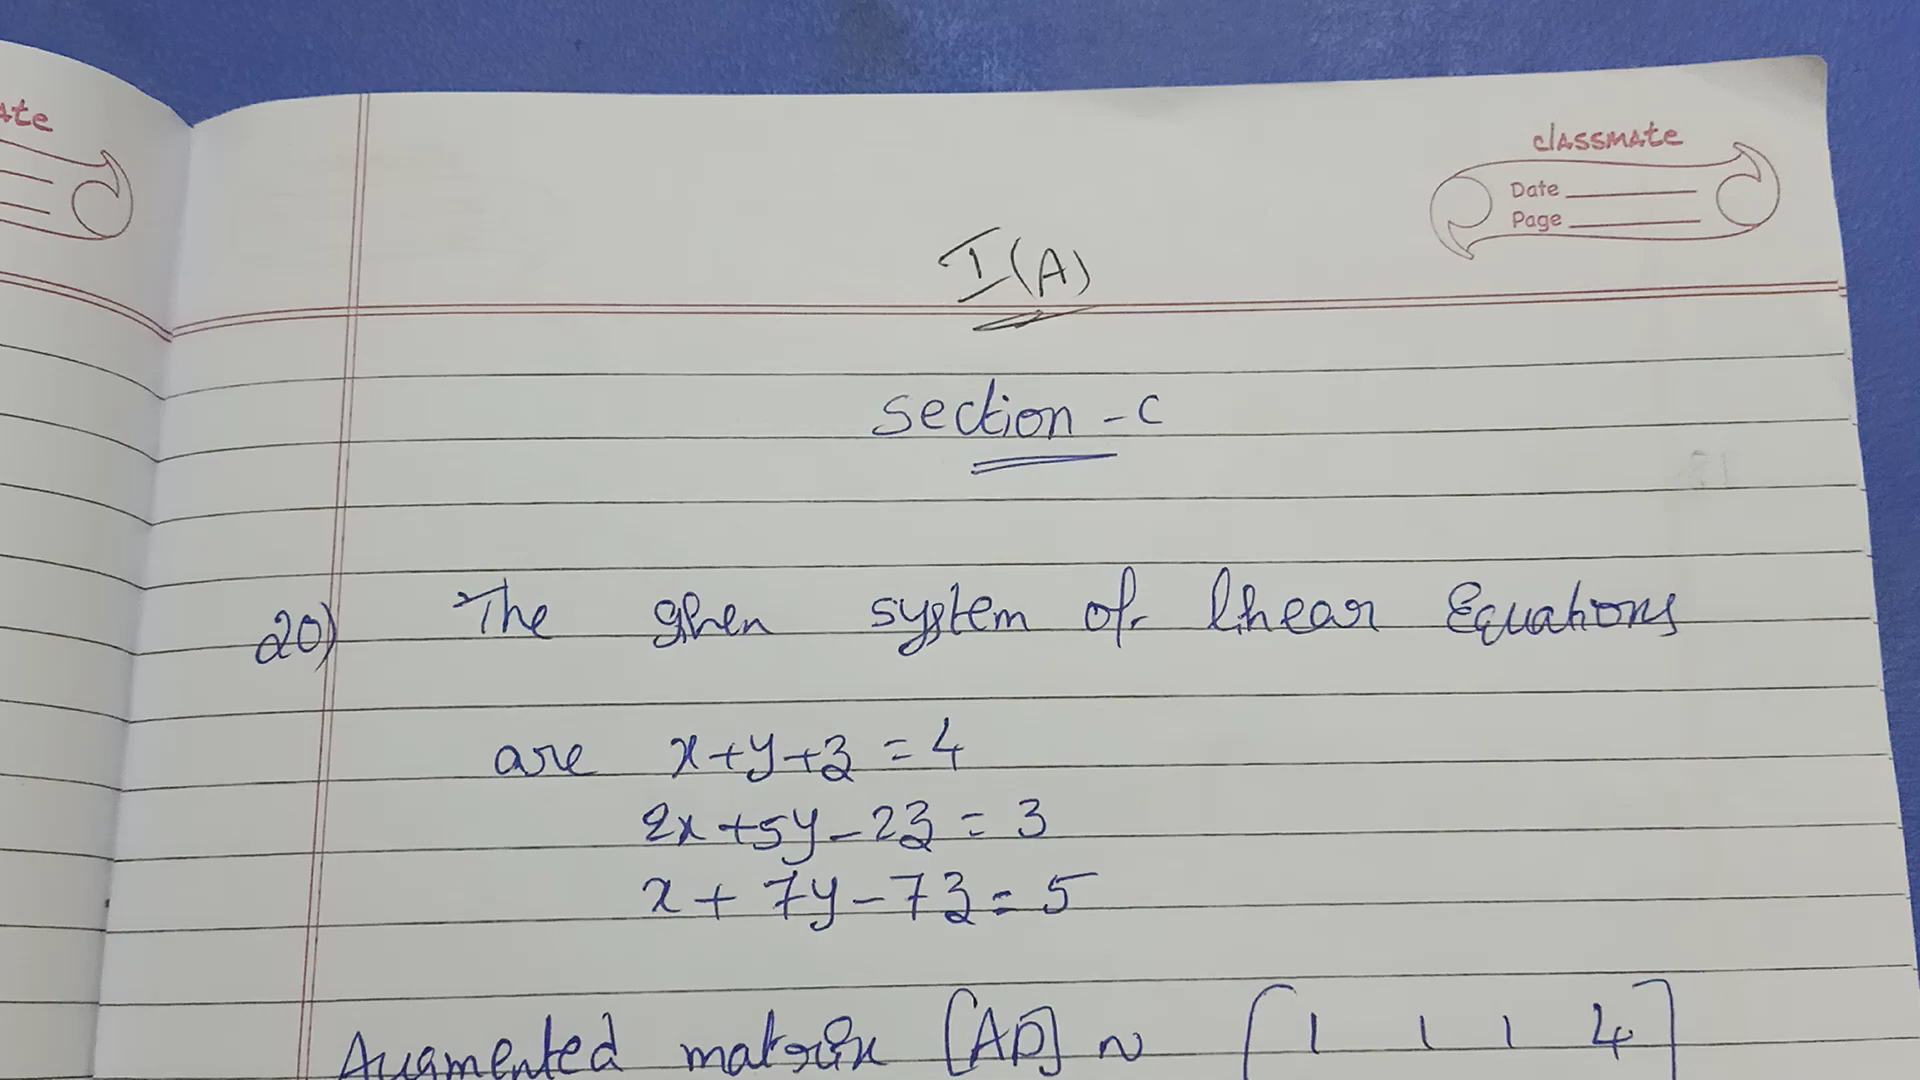 ate
classmate
Date
Page
I(A)
Section - C
20) The given system of linear Equations
are x+y+z = 4
2x+5y-2z = 3
x + 7y-7z = 5
Augmented matrix [AD] ~ [ 1 1 1 4 ]